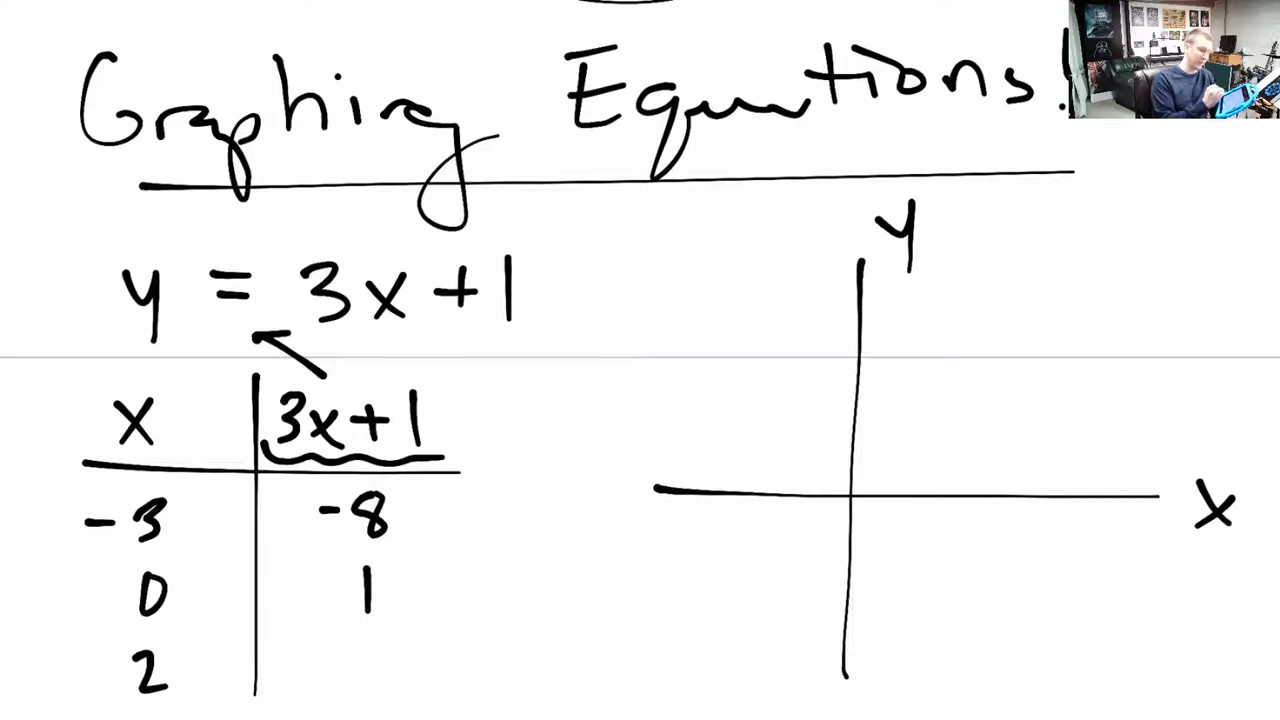 Graphing Equations!
y = 3x+1
y
x | 3x+1
-3 | -8
0 | 1
2
x